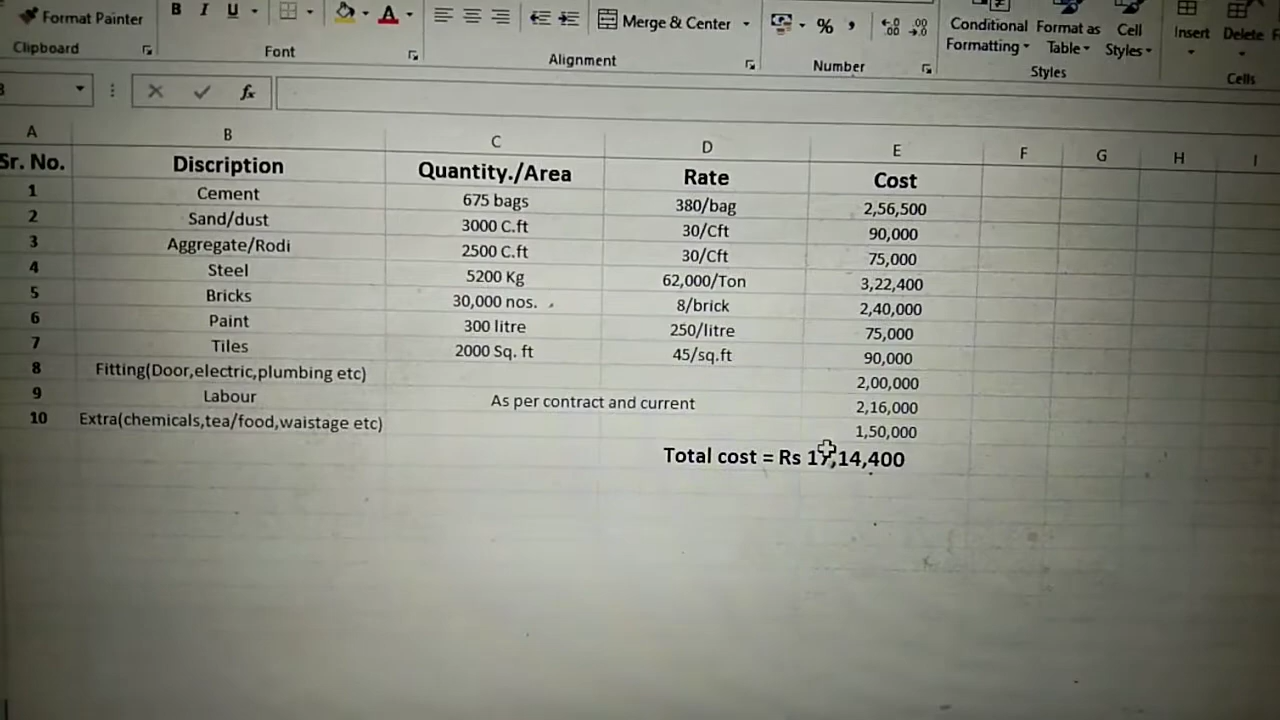 Format Painter
B I U A
Merge & Center
%
Conditional Formatting
Format as Table
Cell Styles
Insert
Delete
Clipboard
Font
Alignment
Number
Styles
Cells
fx
A B C D E F G H I
Sr. No. Discription Quantity./Area Rate Cost
1 Cement 675 bags 380/bag 2,56,500
2 Sand/dust 3000 C.ft 30/Cft 90,000
3 Aggregate/Rodi 2500 C.ft 30/Cft 75,000
4 Steel 5200 Kg 62,000/Ton 3,22,400
5 Bricks 30,000 nos. 8/brick 2,40,000
6 Paint 300 litre 250/litre 75,000
7 Tiles 2000 Sq. ft 45/sq.ft 90,000
8 Fitting(Door,electric,plumbing etc) 2,00,000
9 Labour As per contract and current 2,16,000
10 Extra(chemicals,tea/food,waistage etc) 1,50,000
Total cost = Rs 17,14,400